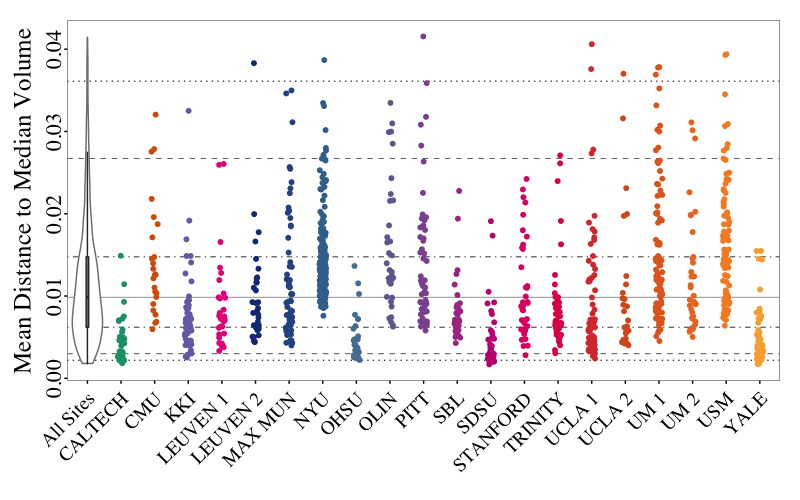 Mean Distance to Median Volume
0.04
0.03
0.02
0.01
0.00
All Sites
CALTECH
CMU
KKI
LEUVEN 1
LEUVEN 2
MAX MUN
NYU
OHSU
OLIN
PITT
SBL
SDSU
STANFORD
TRINITY
UCLA 1
UCLA 2
UM 1
UM 2
USM
YALE